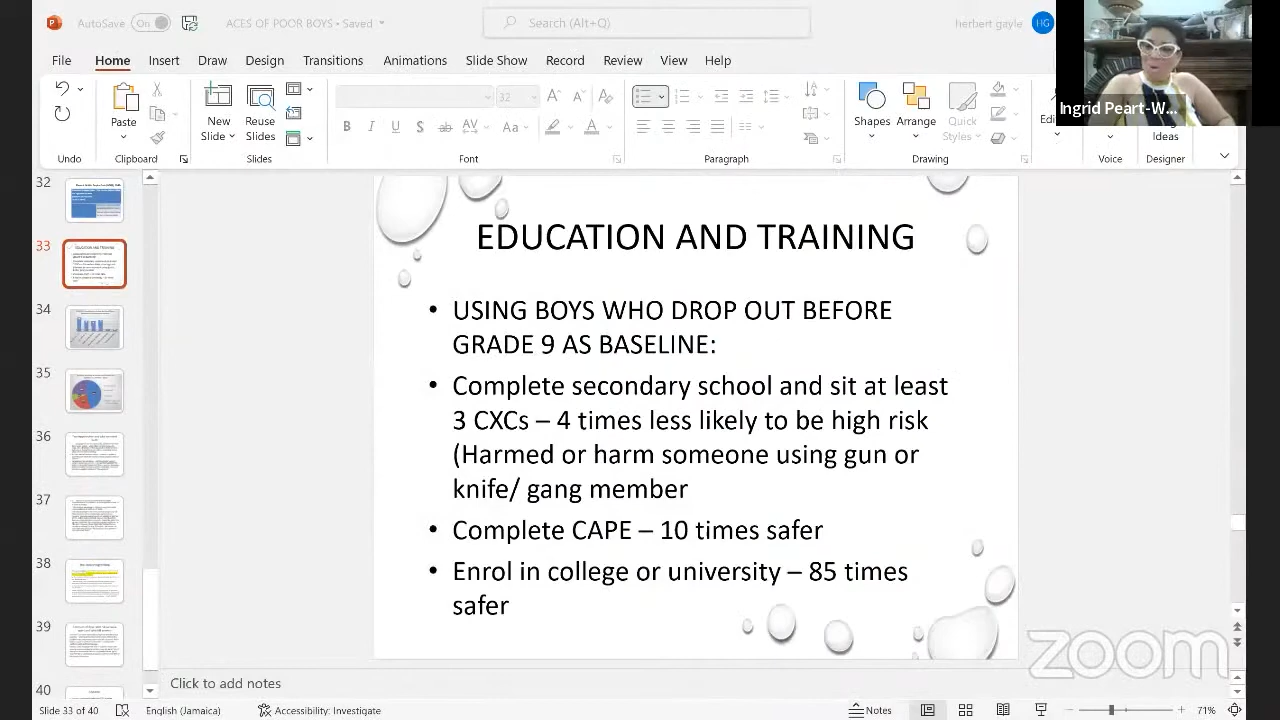 AutoSave On ACES OF POOR BOYS - Saved Search (Alt+Q) herbert gayle HG
File Home Insert Draw Design Transitions Animations Slide Show Record Review View Help
Ingrid Peart-W...
Paste New Slide Reuse Slides B I U S ab Aa Shapes Arrange Quick Styles Ideas
Undo Clipboard Slides Font Paragraph Drawing Voice Designer
32
33
34
35
36
37
38
39
40
EDUCATION AND TRAINING
• USING BOYS WHO DROP OUT BEFORE
GRADE 9 AS BASELINE:
• Complete secondary school and sit at least
3 CXCs – 4 times less likely to be high risk
(Harmed or harm someone using gun or
knife/ gang member
• Complete CAPE – 10 times safer
• Enrol in college or university – 85 times
safer
zoom
Click to add notes
Slide 33 of 40 English (Jamaica) Accessibility: Investigate Notes 71%